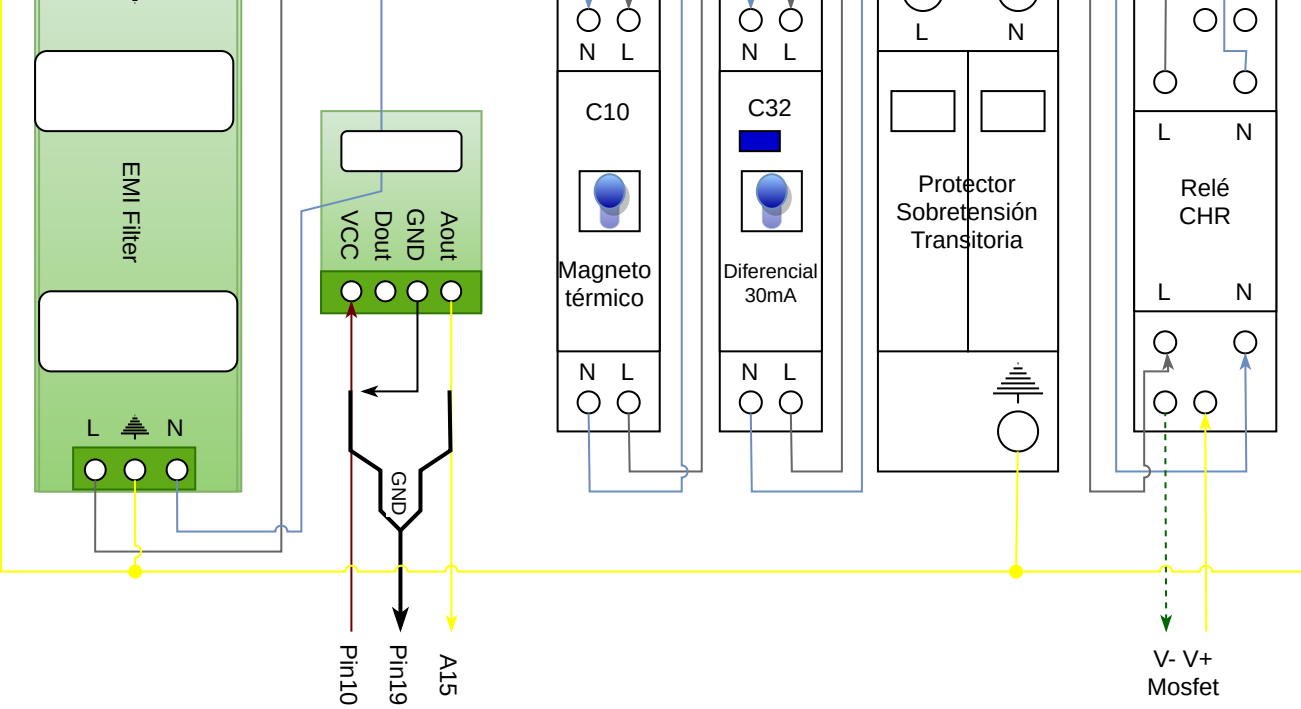 EMI Filter
L
N
VCC
Dout
GND
Aout
GND
Pin10
Pin19
A15
N L
C10
Magneto
térmico
N L
N L
C32
Diferencial
30mA
N L
L N
Protector
Sobretensión
Transitoria
L N
Relé
CHR
L N
V- V+
Mosfet